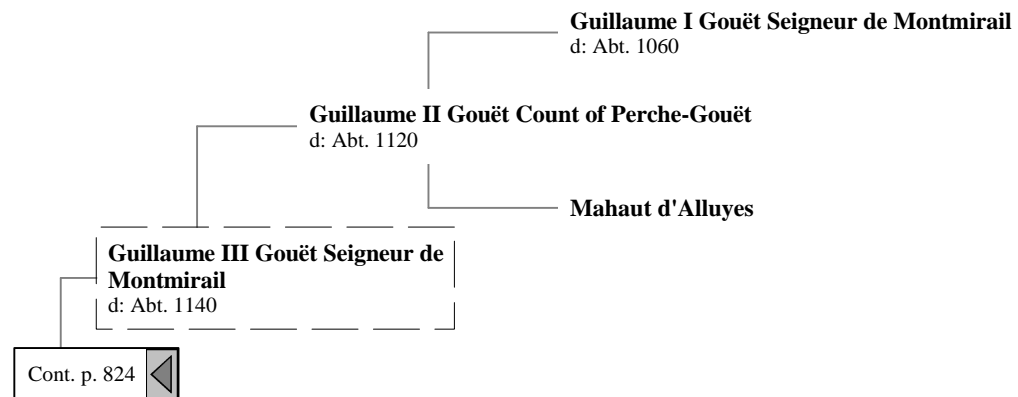 Guillaume I Gouët Seigneur de Montmirail
d: Abt. 1060
Guillaume II Gouët Count of Perche-Gouët
d: Abt. 1120
Mahaut d'Alluyes
Guillaume III Gouët Seigneur de
Montmirail
d: Abt. 1140
Cont. p. 824